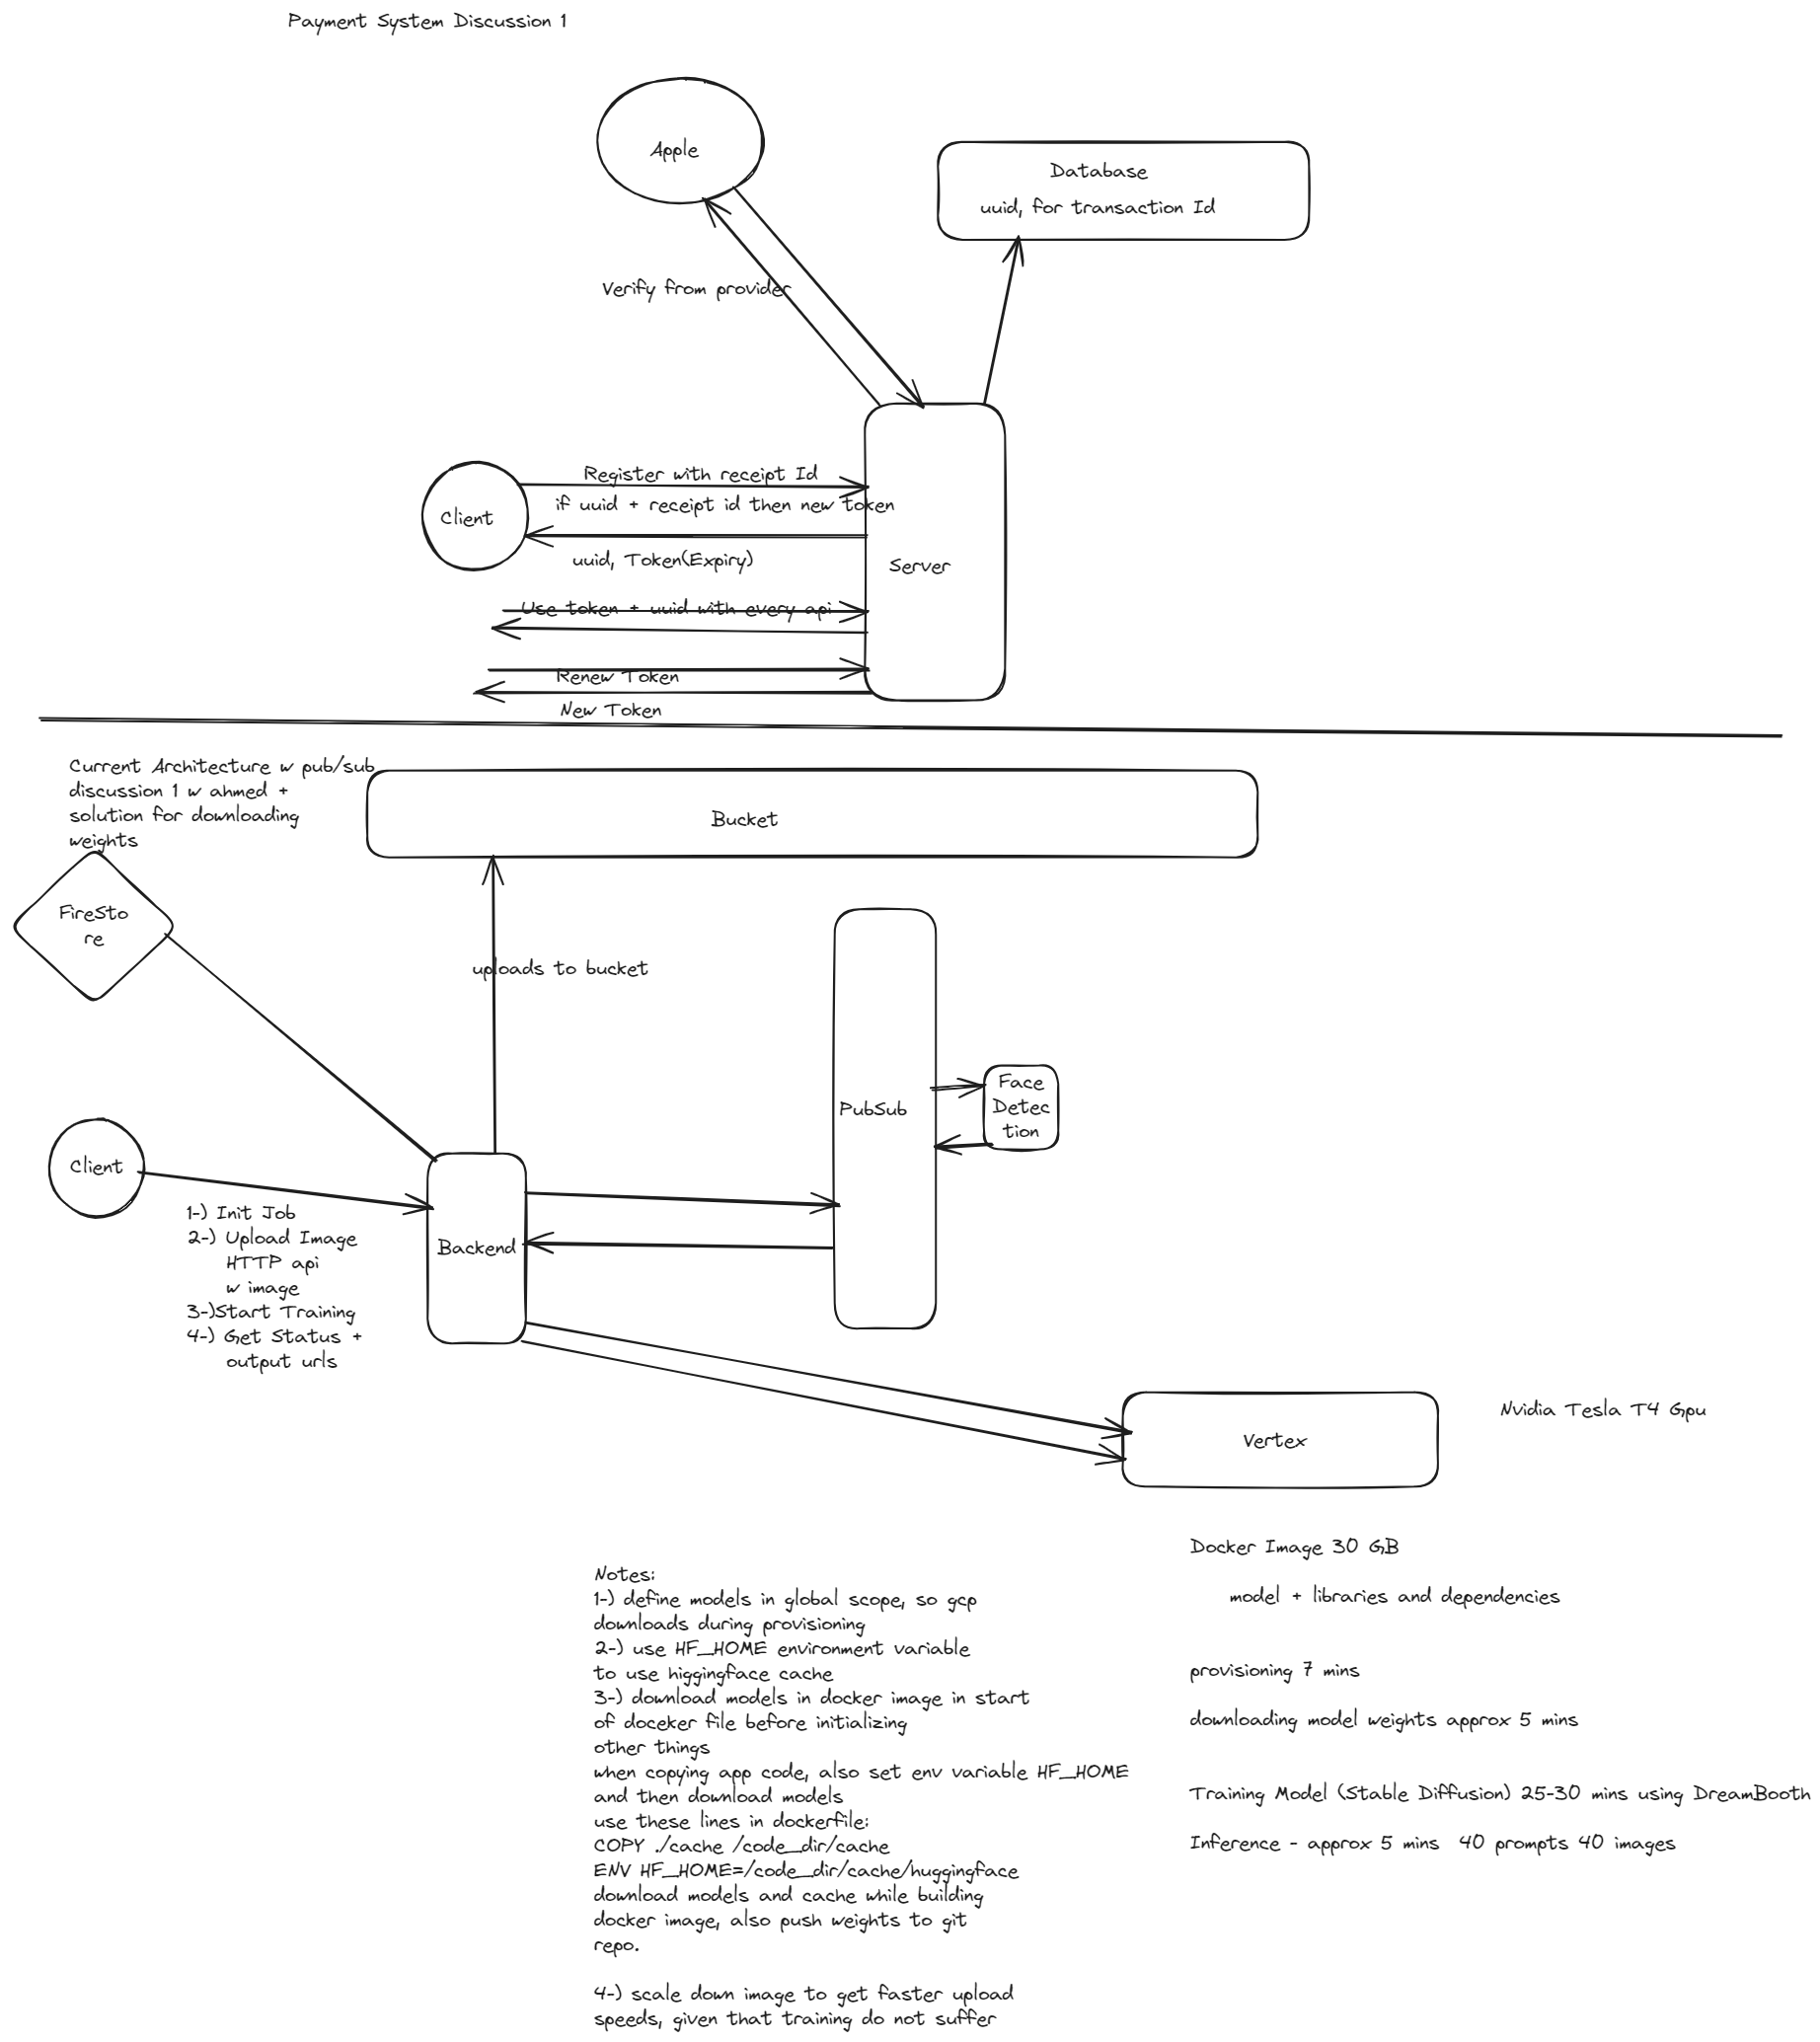 Payment System Discussion 1
Apple
Database
uuid, for transaction Id
Verify from provider
Register with receipt Id
if uuid + receipt id then new token
Client
uuid, Token(Expiry)
Server
Use token + uuid with every api
Renew Token
New Token
Current Architecture w pub/sub
discussion 1 w ahmed +
solution for downloading
weights
Bucket
FireSto
re
uploads to bucket
PubSub
Face
Detec
tion
Client
1-) Init Job
2-) Upload Image
HTTP api
w image
3-)Start Training
4-) Get Status +
output urls
Backend
Vertex
Nvidia Tesla T4 Gpu
Notes:
1-) define models in global scope, so gcp
downloads during provisioning
2-) use HF_HOME environment variable
to use higgingface cache
3-) download models in docker image in start
of doceker file before initializing
other things
when copying app code, also set env variable HF_HOME
and then download models
use these lines in dockerfile:
COPY ./cache /code_dir/cache
ENV HF_HOME=/code_dir/cache/huggingface
download models and cache while building
docker image, also push weights to git
repo.
4-) scale down image to get faster upload
speeds, given that training do not suffer
Docker Image 30 GB
model + libraries and dependencies
provisioning 7 mins
downloading model weights approx 5 mins
Training Model (Stable Diffusion) 25-30 mins using DreamBooth
Inference - approx 5 mins 40 prompts 40 images